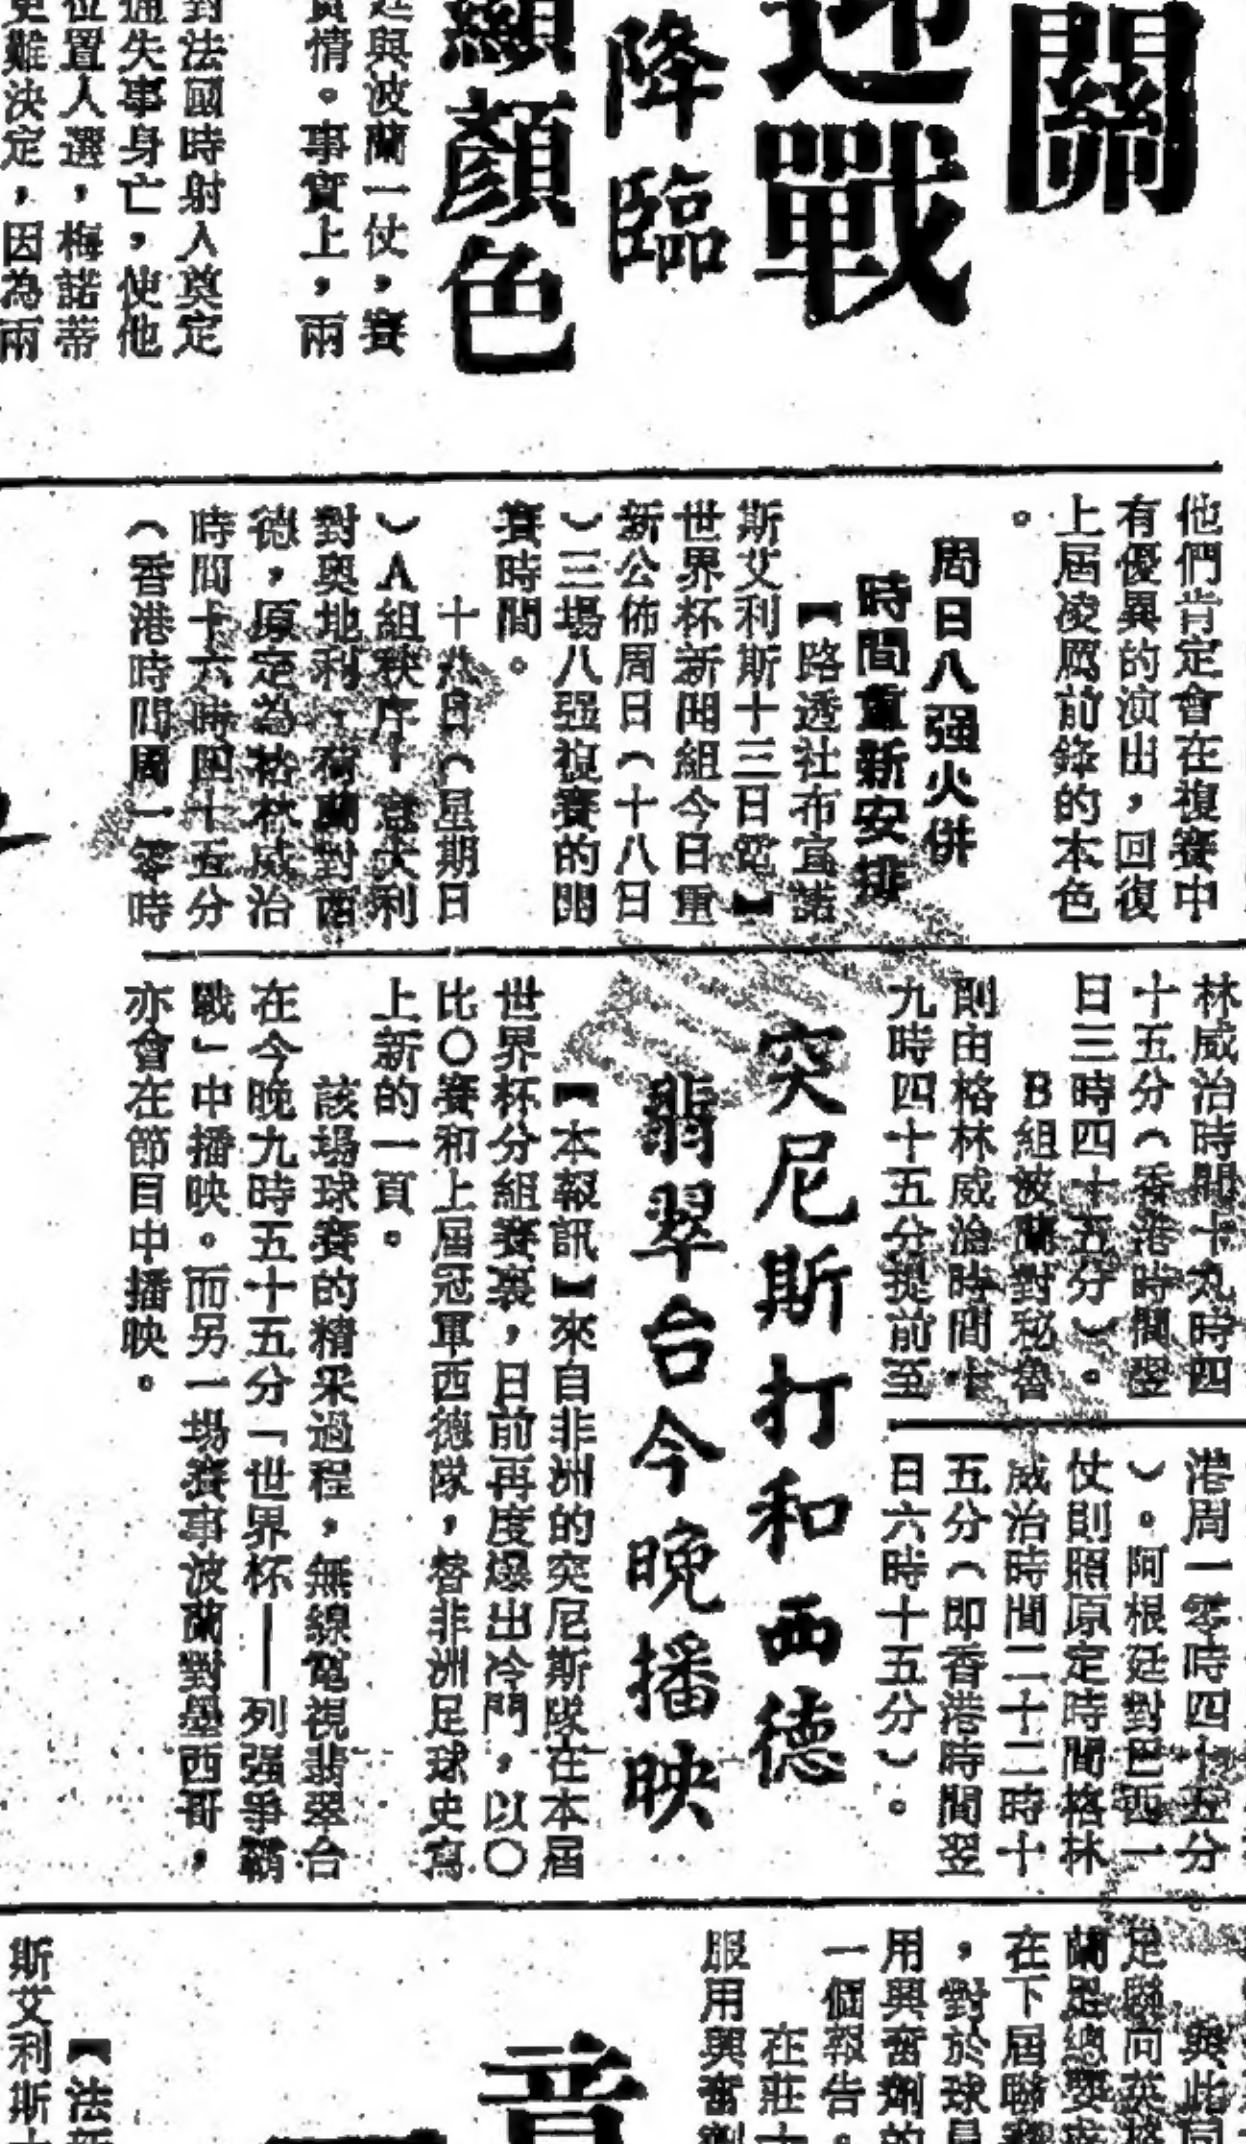 關
迎戰
降臨
顯顏色
廷與波蘭一仗，賽
實情。事實上，兩
對法國時射入奠定
通失事身亡，使他
位置人選，梅諾蒂
更難決定，因為兩
他們肯定會在複賽中
有優異的演出，回復
上屆凌厲前鋒的本色
。
周日八强火併
時間重新安排
【路透社布宜諾
斯艾利斯十三日電】
世界杯新聞組今日重
新公佈周日（十八日
）三場八强複賽的開
賽時間。
十八日（星期日
）A組秩序－意大利
對奧地利；荷蘭對西
德，原定為格林威治
時間十六時四十五分
（香港時間周一零時
林威治時間十九時四
十五分（香港時間翌
日三時四十五分）。
B組波蘭對秘魯
則由格林威治時間十
九時四十五分提前至
港周一零時四十五分
）。阿根廷對巴西一
仗則照原定時間格林
威治時間二十二時十
五分（即香港時間翌
日六時十五分）。
突尼斯打和西德
翡翠台今晚播映
【本報訊】來自非洲的突尼斯隊在本屆
世界杯分組賽裏，日前再度爆出冷門，以○
比○賽和上屆冠軍西德隊，替非洲足球史寫
上新的一頁。
該場球賽的精采過程，無線電視翡翠台
在今晚九時五十五分「世界杯——列强爭霸
戰」中播映。而另一場賽事波蘭對墨西哥，
亦會在節目中播映。
與此同
足聯向英格
蘭足總要求
在下屆聯
，對於球員
用興奮劑的
一個報告。
在莊士
服用興奮劑
音
【法新
斯艾利斯十